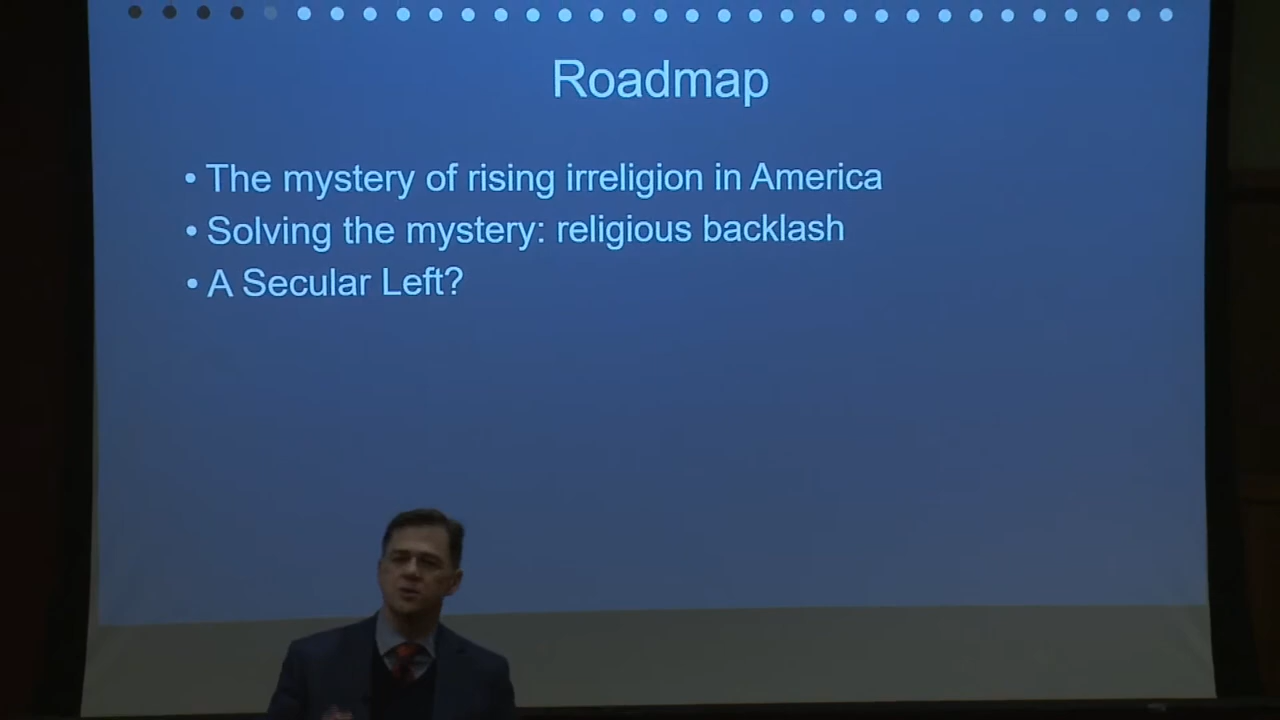 Roadmap
• The mystery of rising irreligion in America
• Solving the mystery: religious backlash
• A Secular Left?